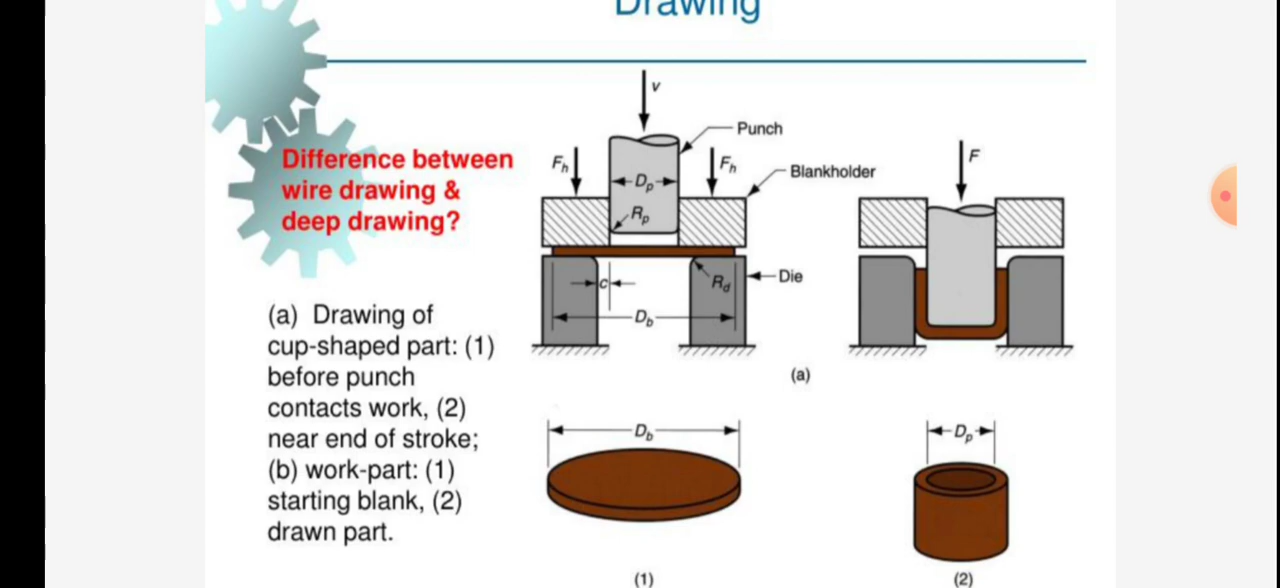 Drawing
Difference between
wire drawing &
deep drawing?
(a) Drawing of
cup-shaped part: (1)
before punch
contacts work, (2)
near end of stroke;
(b) work-part: (1)
starting blank, (2)
drawn part.
v
Punch
Fh
Fh
Blankholder
Dp
Rp
Rd
Die
c
Db
F
(a)
Db
Dp
(1)
(2)